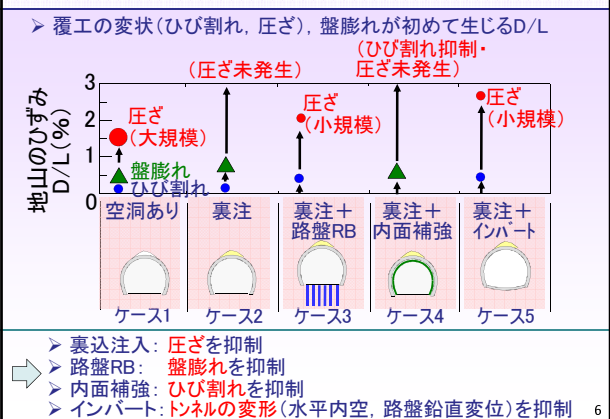 ➢ 覆工の変状(ひび割れ,圧ざ),盤膨れが初めて生じるD/L
地山のひずみ
D/L(%)
3
2
1
0
圧ざ
(大規模)
盤膨れ
ひび割れ
(圧ざ未発生)
圧ざ
(小規模)
(ひび割れ抑制・
圧ざ未発生)
圧ざ
(小規模)
空洞あり
裏注
裏注+
路盤RB
裏注+
内面補強
裏注+
インバート
ケース1
ケース2
ケース3
ケース4
ケース5
➢ 裏込注入: 圧ざを抑制
➢ 路盤RB: 盤膨れを抑制
➢ 内面補強: ひび割れを抑制
➢ インバート:トンネルの変形(水平内空,路盤鉛直変位)を抑制
6